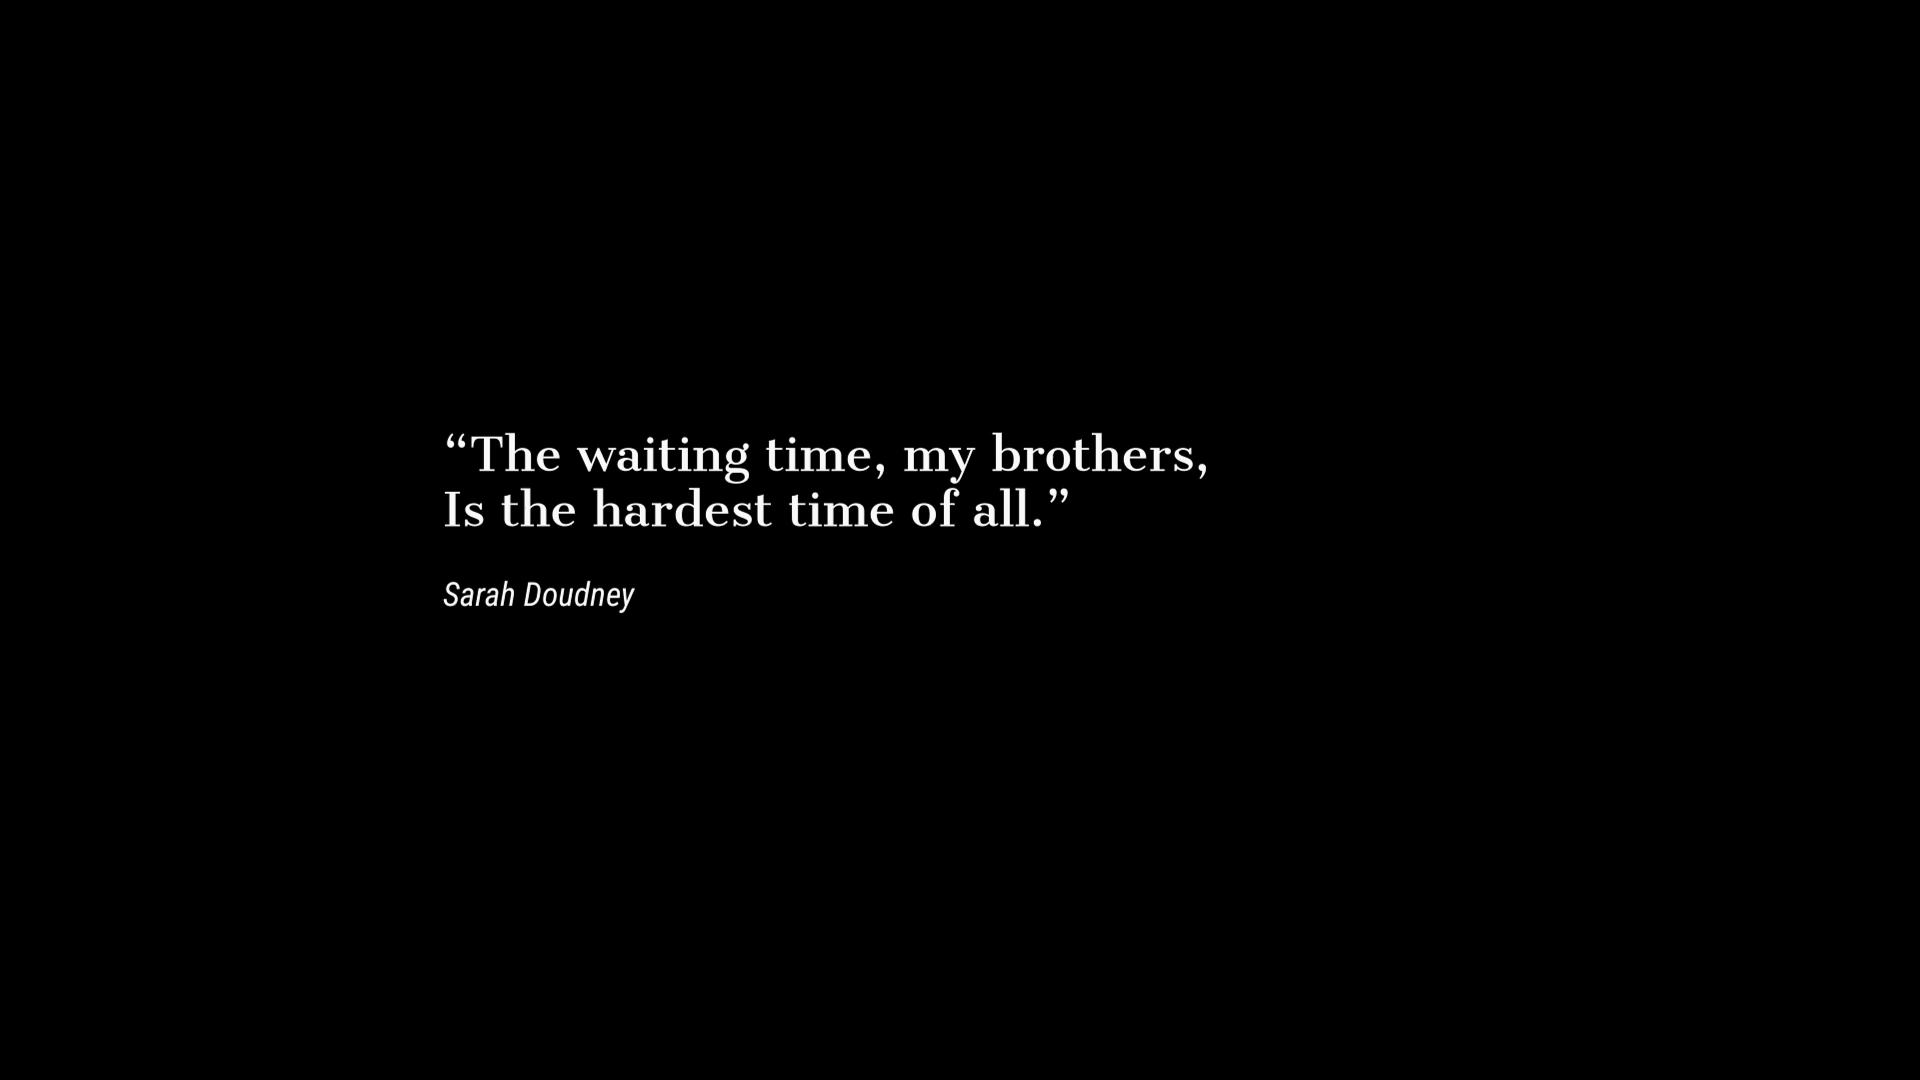 “The waiting time, my brothers,
Is the hardest time of all.”
Sarah Doudney